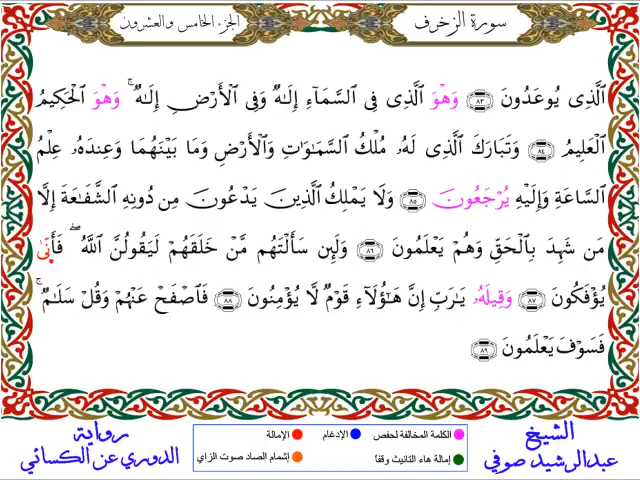 سورة الزخرف
الجزء الخامس والعشرون
ٱلَّذِى يُوعَدُونَ ٨٣ وَهْوَ ٱلَّذِى فِى ٱلسَّمَآءِ إِلَـٰهٌ وَفِى ٱلْأَرْضِ إِلَـٰهٌ ۚ وَهْوَ ٱلْحَكِيمُ
ٱلْعَلِيمُ ٨٤ وَتَبَارَكَ ٱلَّذِى لَهُۥ مُلْكُ ٱلسَّمَـٰوَٰتِ وَٱلْأَرْضِ وَمَا بَيْنَهُمَا وَعِندَهُۥ عِلْمُ
ٱلسَّاعَةِ وَإِلَيْهِ يُرْجَعُونَ ٨٥ وَلَا يَمْلِكُ ٱلَّذِينَ يَدْعُونَ مِن دُونِهِ ٱلشَّفَـٰعَةَ إِلَّا
مَن شَهِدَ بِٱلْحَقِّ وَهُمْ يَعْلَمُونَ ٨٦ وَلَئِن سَأَلْتَهُم مَّنْ خَلَقَهُمْ لَيَقُولُنَّ ٱللَّهُ ۖ فَأَنَّىٰ
يُؤْفَكُونَ ٨٧ وَقِيلَهُۥ يَـٰرَبِّ إِنَّ هَـٰٓؤُلَآءِ قَوْمٌ لَّا يُؤْمِنُونَ ٨٨ فَٱصْفَحْ عَنْهُمْ وَقُلْ سَلَـٰمٌ ۚ
فَسَوْفَ يَعْلَمُونَ ٨٩
الشيخ
عبدالرشيد صوفي
الكلمة المخالفة لحفص
الإدغام
الإمالة
إمالة هاء التانيث وقفاً
إشمام الصاد صوت الزاي
رواية
الدوري عن الكسائي